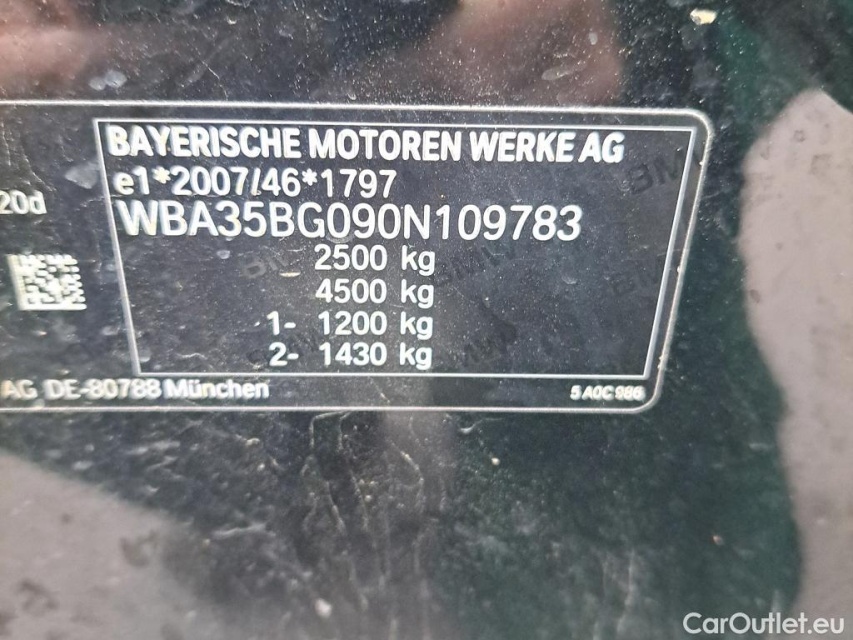 BAYERISCHE MOTOREN WERKE AG
e1*2007/46*1797
20d
WBA35BG090N109783
2500 kg
4500 kg
1- 1200 kg
2- 1430 kg
AG DE-80788 München
5 A0C 986
CarOutlet.eu